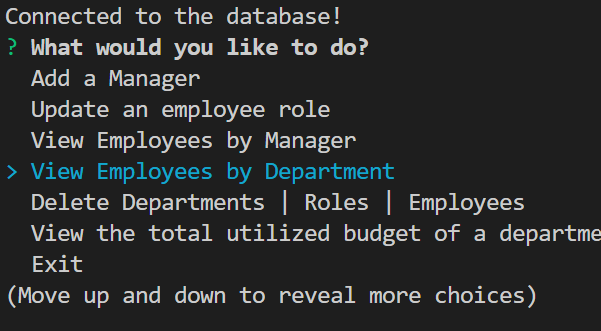 Connected to the database!
? What would you like to do?
Add a Manager
Update an employee role
View Employees by Manager
> View Employees by Department
Delete Departments | Roles | Employees
View the total utilized budget of a departme
Exit
(Move up and down to reveal more choices)